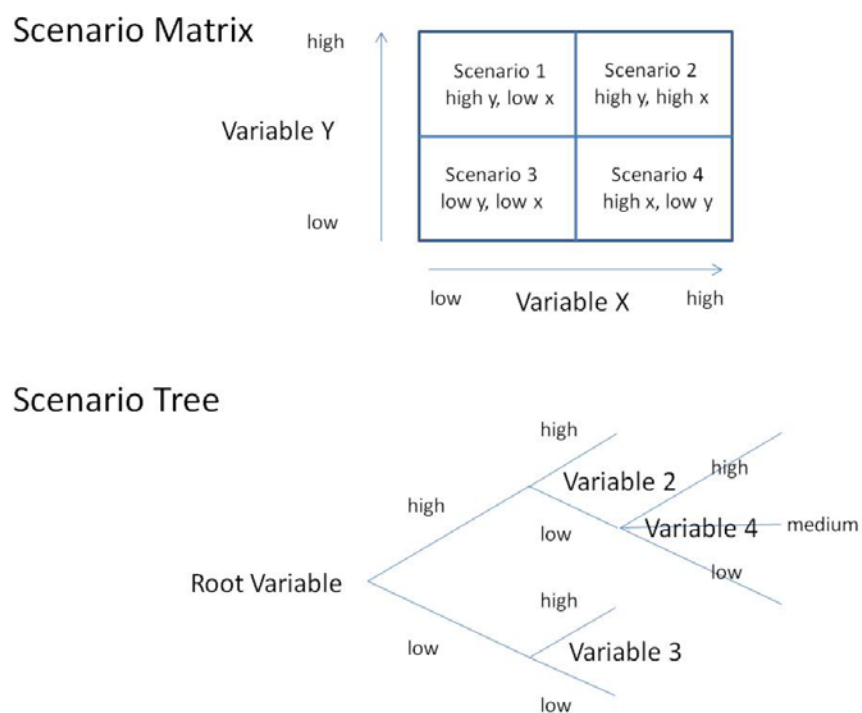 Scenario Matrix
high
Variable Y
low
Scenario 1
high y, low x
Scenario 2
high y, high x
Scenario 3
low y, low x
Scenario 4
high x, low y
low
Variable X
high
Scenario Tree
high
high
Variable 2
high
low
Variable 4
medium
low
Root Variable
high
low
Variable 3
low